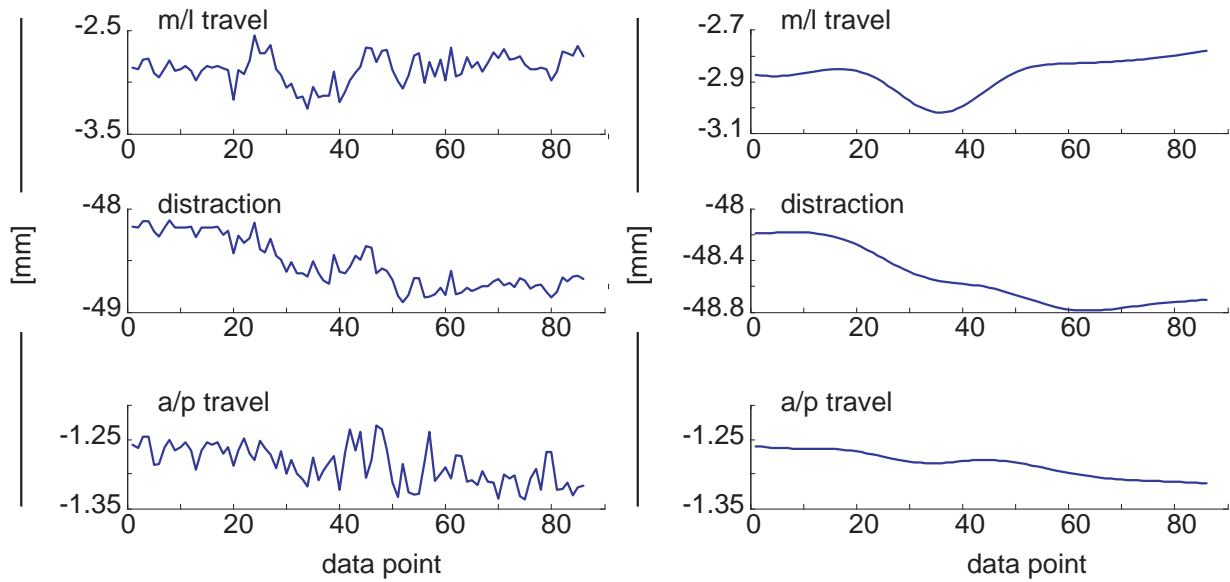 m/l travel
-2.5
-3.5
0 20 40 60 80
distraction
-48
-49
0 20 40 60 80
[mm]
a/p travel
-1.25
-1.35
0 20 40 60 80
data point
m/l travel
-2.7
-2.9
-3.1
0 20 40 60 80
distraction
-48
-48.4
-48.8
0 20 40 60 80
[mm]
a/p travel
-1.25
-1.35
0 20 40 60 80
data point